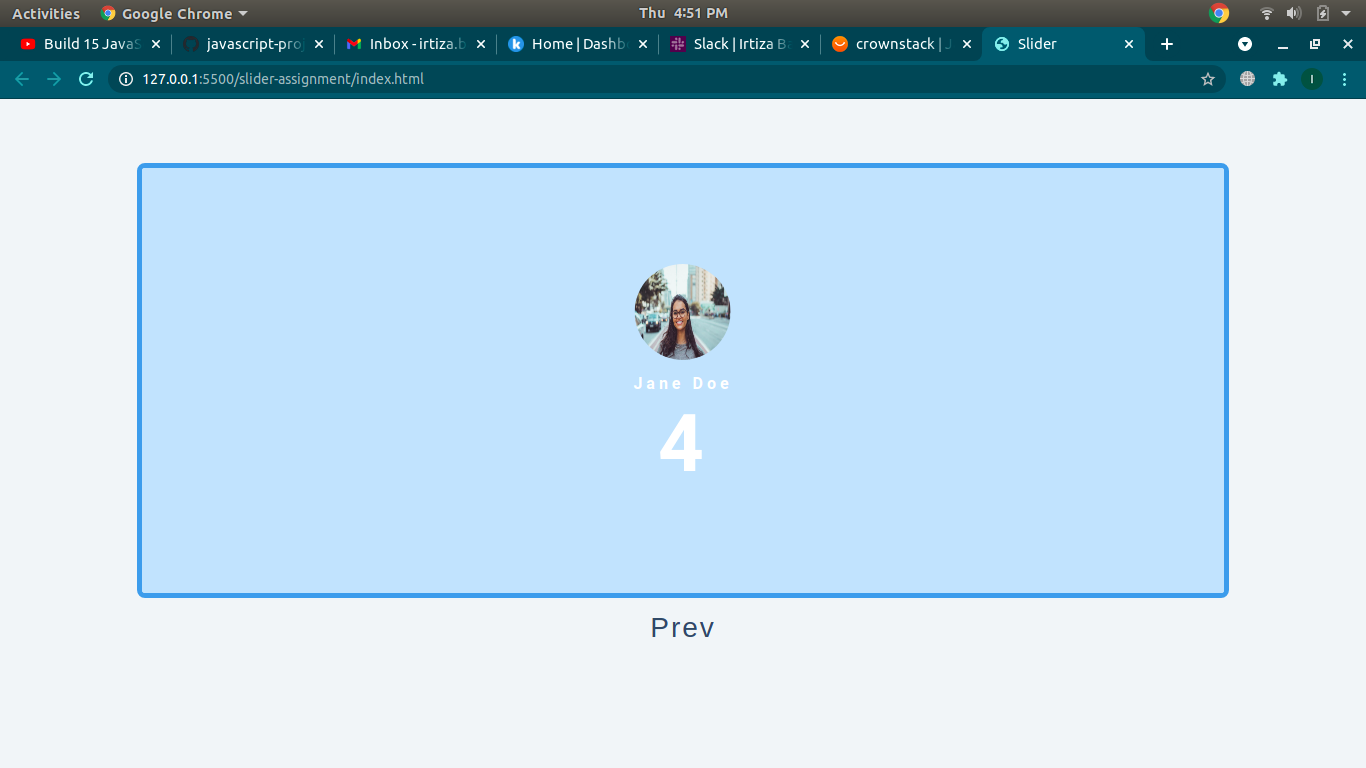 Activities Google Chrome Thu 4:51 PM
Build 15 JavaS javascript-proj Inbox - irtiza.b Home | Dashb Slack | Irtiza Ba crownstack | J Slider
127.0.0.1:5500/slider-assignment/index.html I
Jane Doe
4
Prev